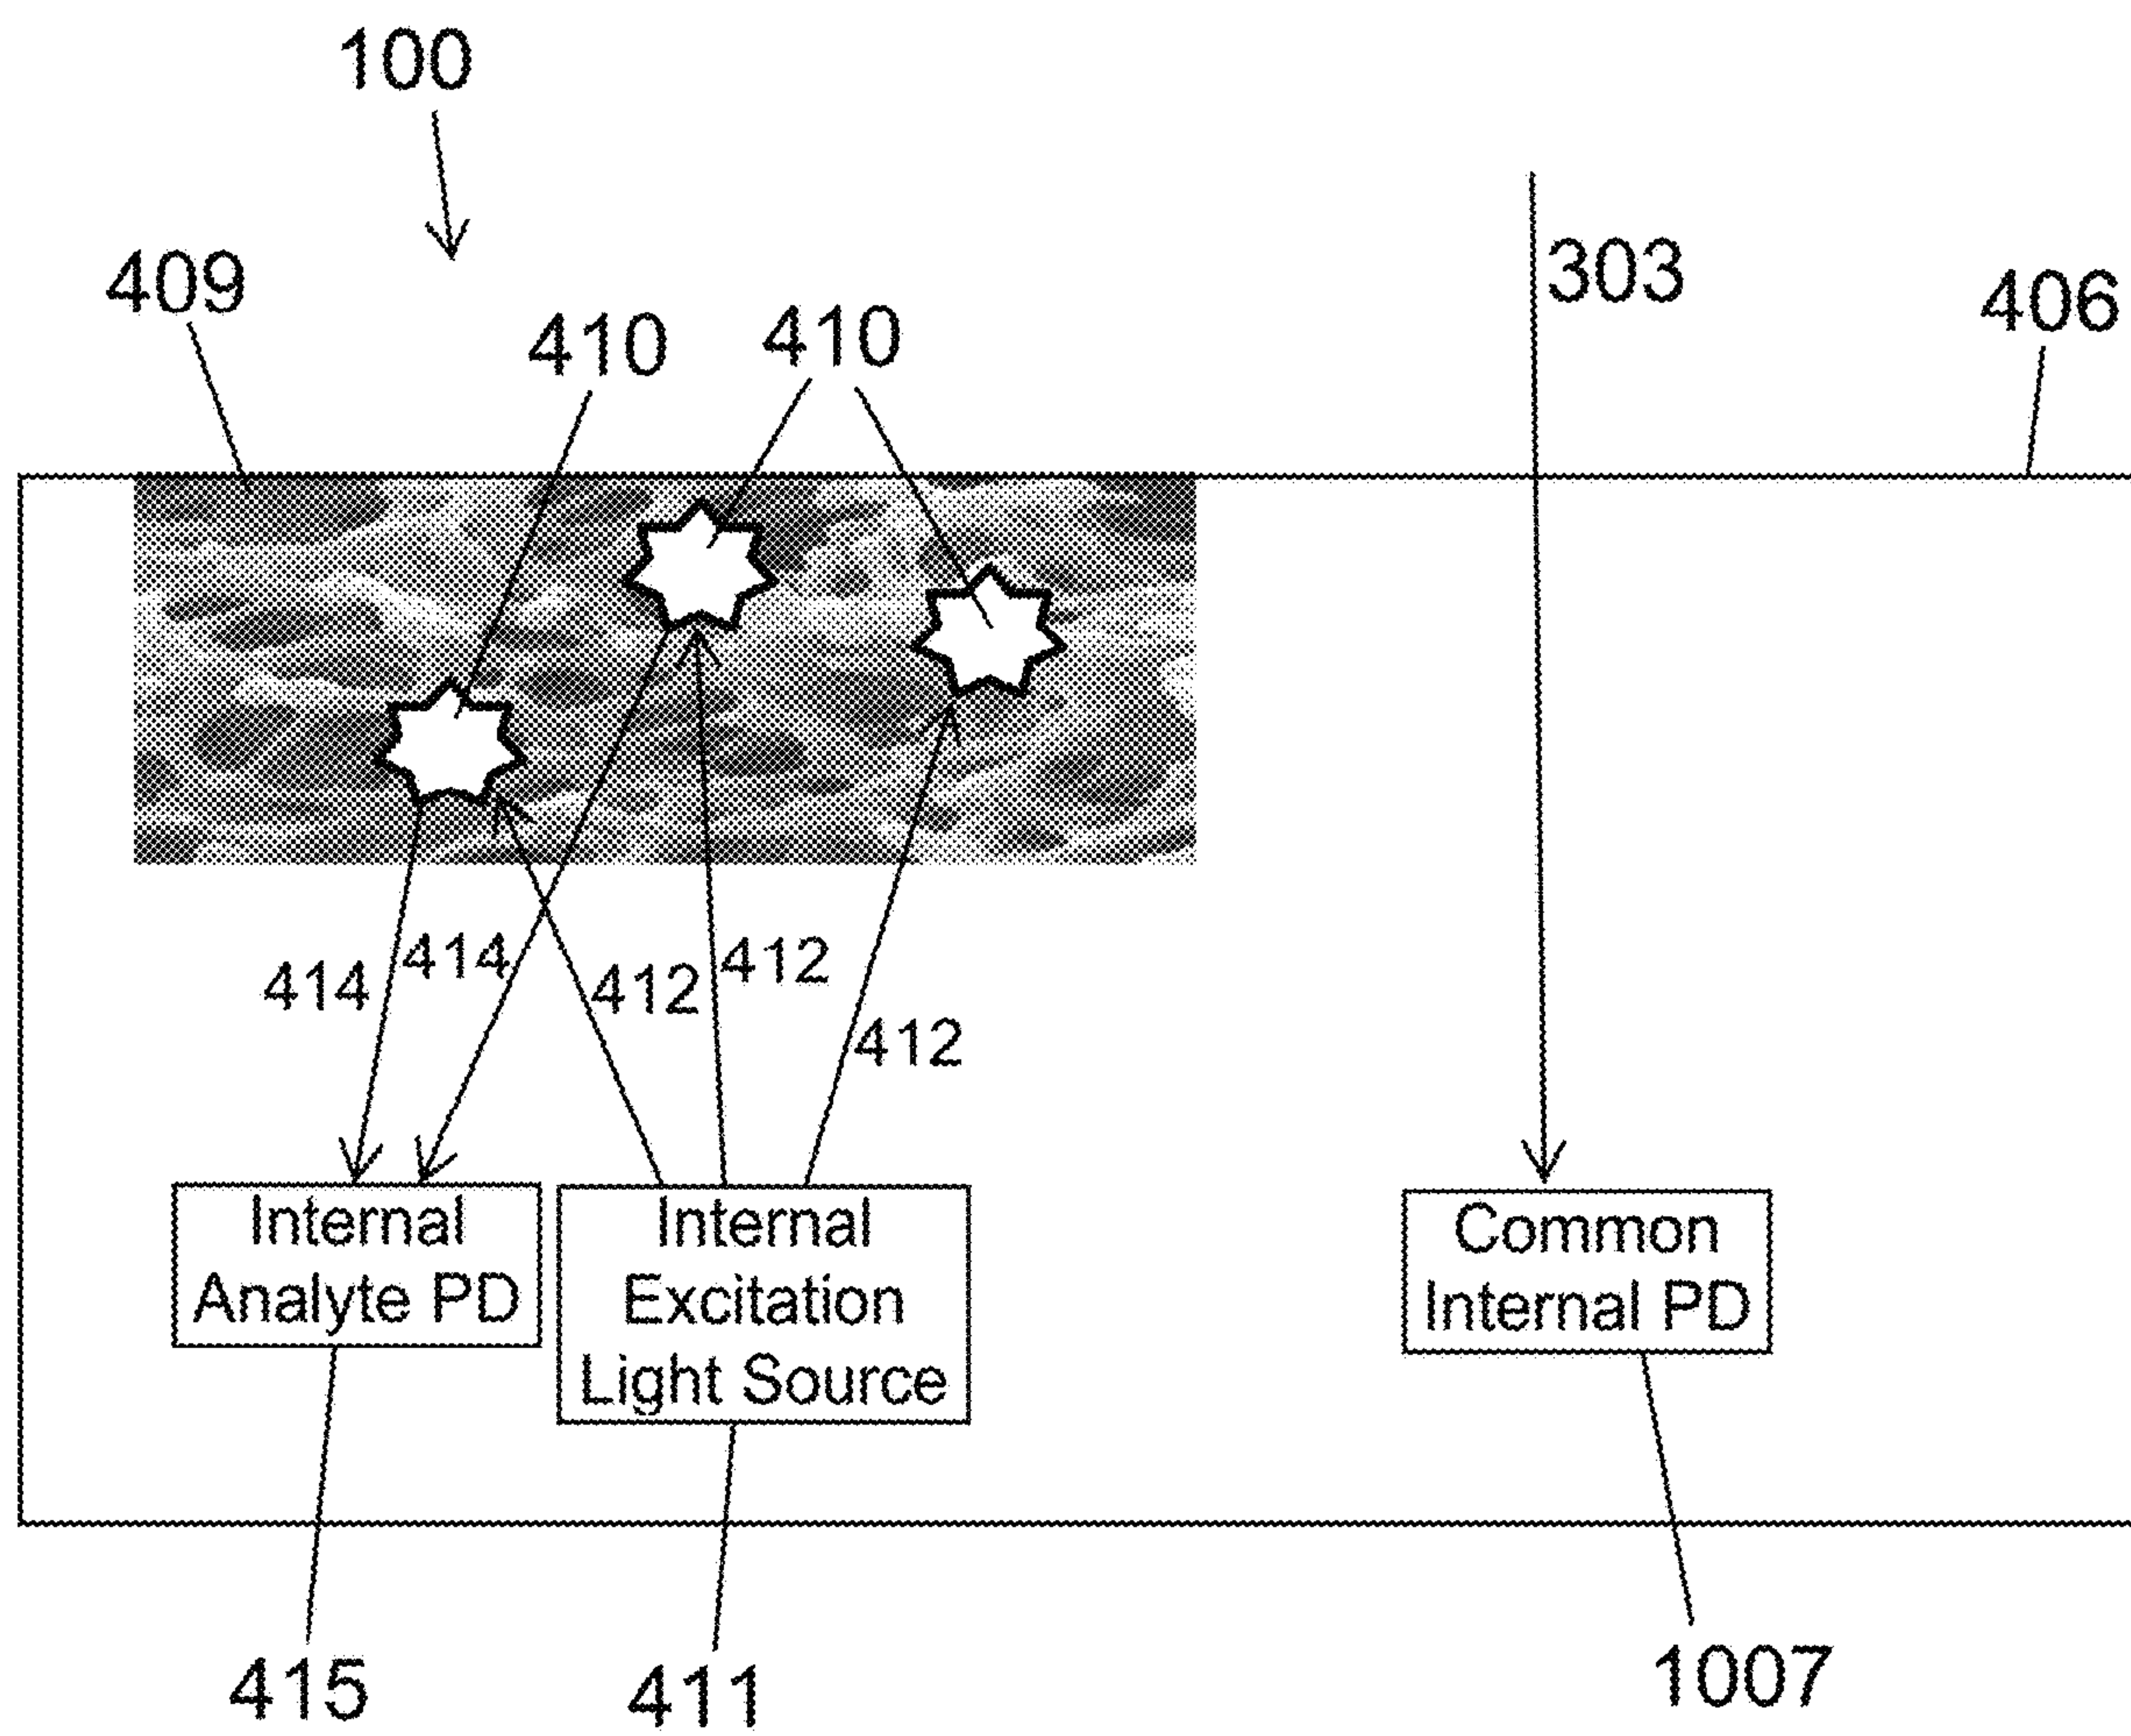 100
409
410
410
303
406
414
414
412
412
412
Internal
Analyte PD
Internal
Excitation
Light Source
Common
Internal PD
415
411
1007